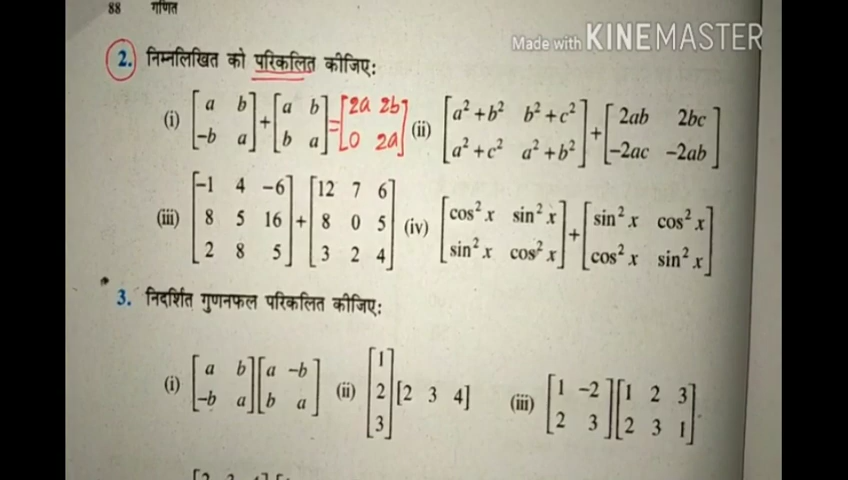 88 गणित
Made with KINEMASTER
2. निम्नलिखित को परिकलित कीजिए:
(i) [a b; -b a] + [a b; b a] = [2a 2b; 0 2a] (ii) [a²+b² b²+c²; a²+c² a²+b²] + [2ab 2bc; -2ac -2ab]
(iii) [-1 4 -6; 8 5 16; 2 8 5] + [12 7 6; 8 0 5; 3 2 4] (iv) [cos² x sin² x; sin² x cos² x] + [sin² x cos² x; cos² x sin² x]
3. निदर्शित गुणनफल परिकलित कीजिए:
(i) [a b; -b a] [a -b; b a] (ii) [1; 2; 3] [2 3 4] (iii) [1 -2; 2 3] [1 2 3; 2 3 1]